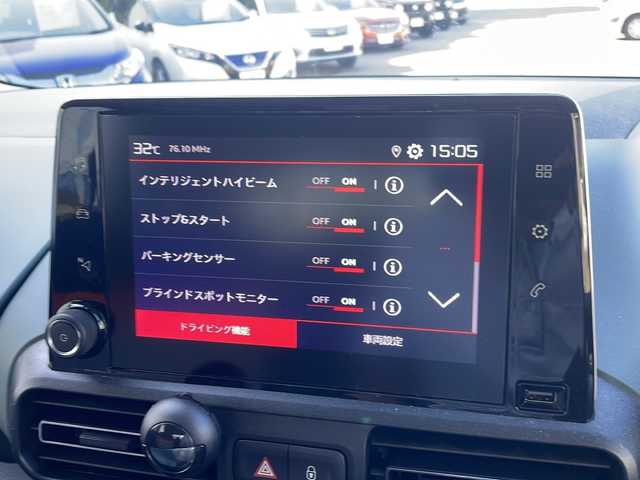 32℃ 76.10 MHz 15:05
インテリジェントハイビーム OFF ON
ストップ&スタート OFF ON
パーキングセンサー OFF ON
ブラインドスポットモニター OFF ON
ドライビング機能 車両設定